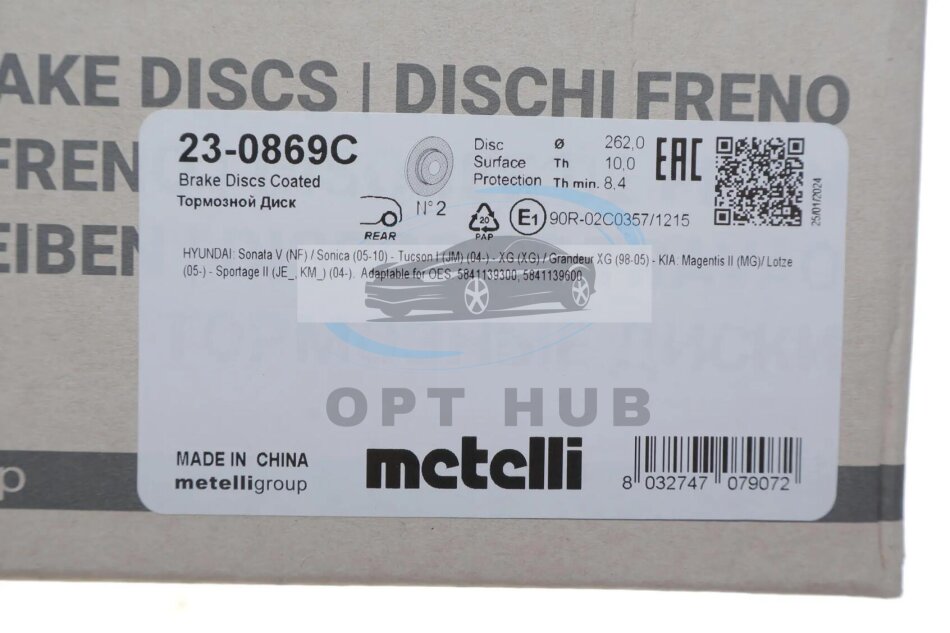 AKE DISCS | DISCHI FRENO
FREN
EIBEN
23-0869C
Brake Discs Coated
Тормозной Диск
N°2
REAR
20
PAP
Disc Ø 262,0
Surface Th 10,0
Protection Th min. 8,4
EAC
E1 90R-02C0357/1215
25/01/2024
HYUNDAI: Sonata V (NF) / Sonica (05-10) - Tucson I (JM) (04-) - XG (XG) / Grandeur XG (98-05) - KIA: Magentis II (MG)/ Lotze
(05-) - Sportage II (JE_, KM_) (04-). Adaptable for OES: 5841139300, 5841139600
OPT HUB
MADE IN CHINA
metelligroup
metelli
8 032747 079072
p